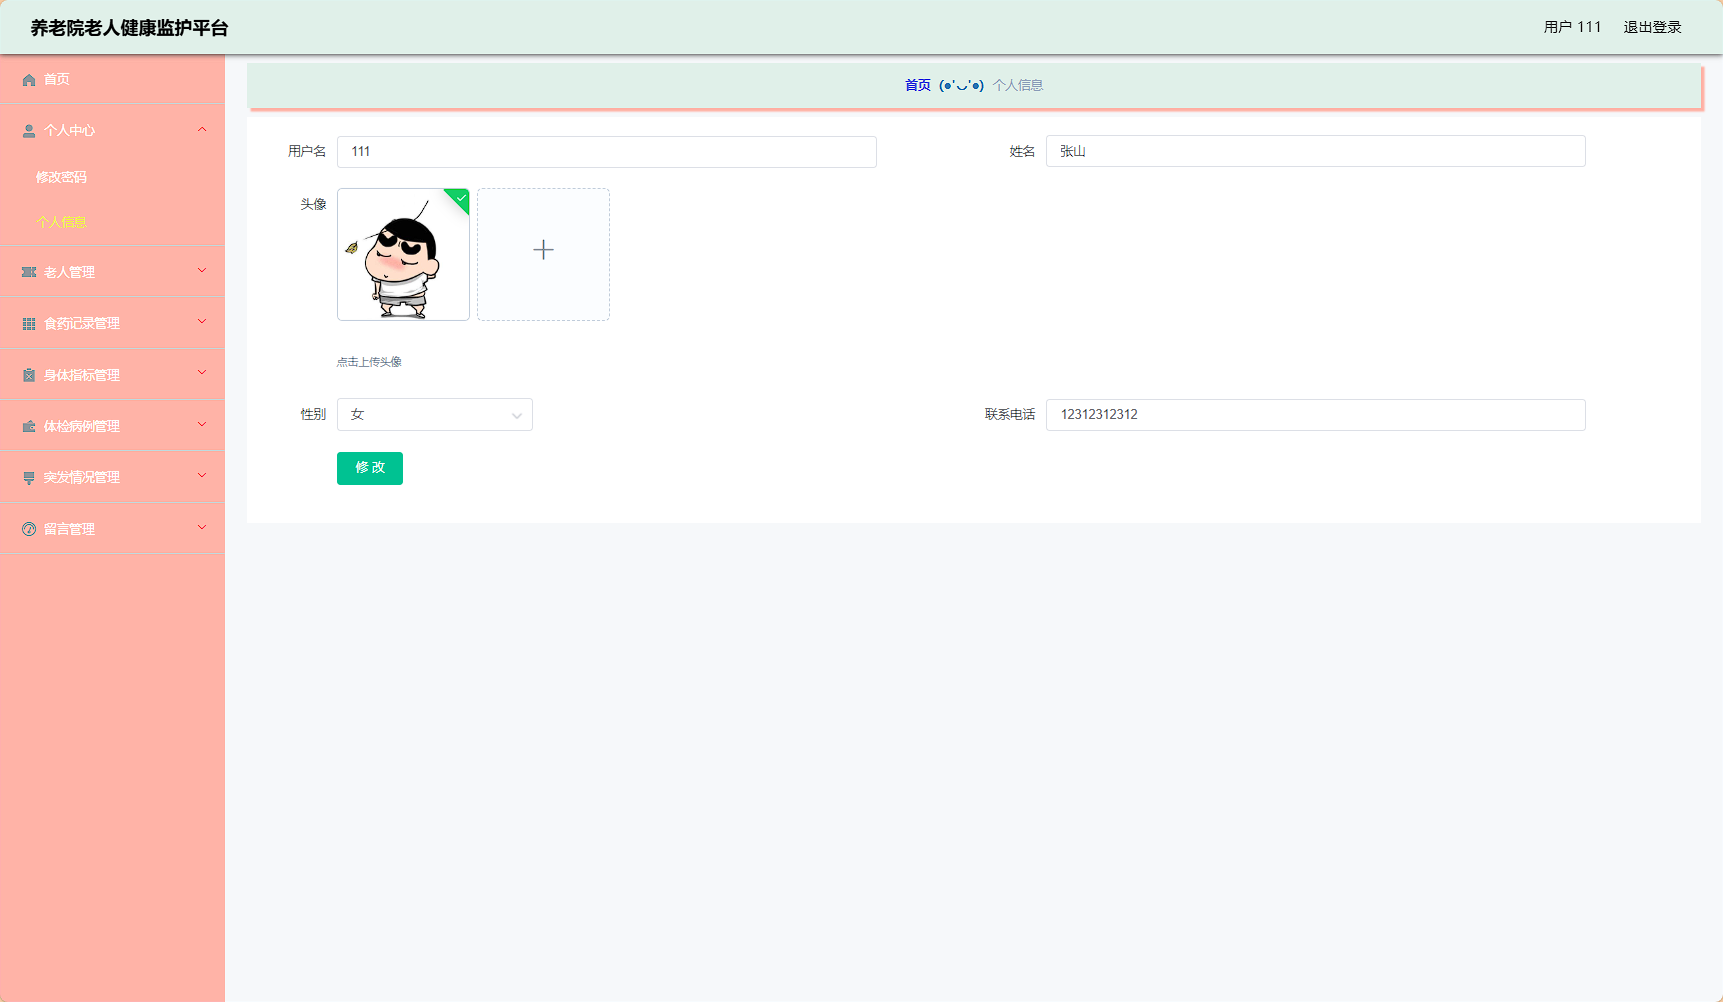 养老院老人健康监护平台
用户 111 退出登录
首页
个人中心
修改密码
个人信息
老人管理
食药记录管理
身体指标管理
体检病例管理
突发情况管理
留言管理
首页 (●'◡'●) 个人信息
用户名 111 姓名 张山
头像
点击上传头像
性别 女 联系电话 12312312312
修改